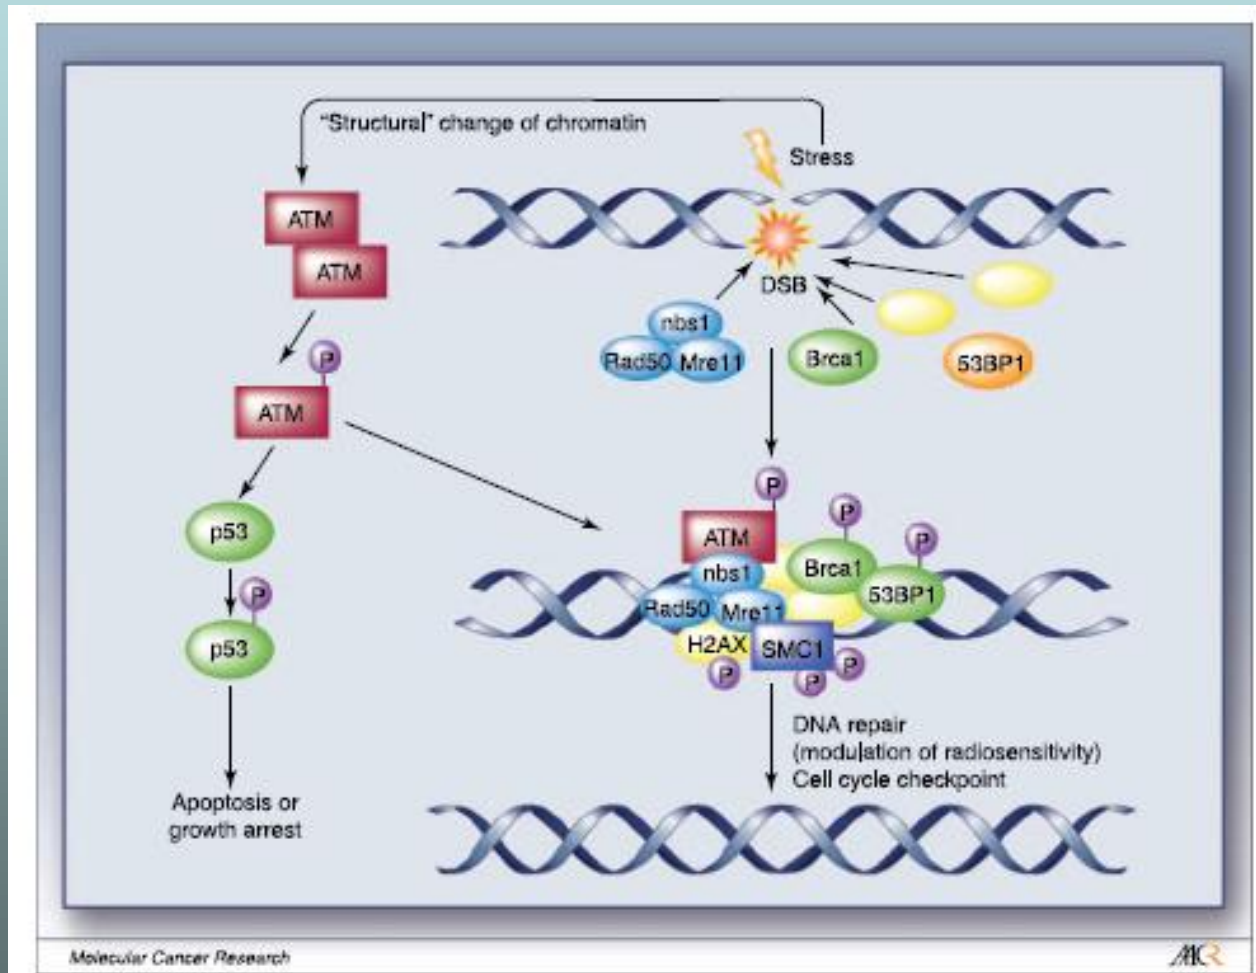 "Structural" change of chromatin
Stress
ATM
ATM
DSB
nbs1
Rad50 Mre11
Brca1
53BP1
P
ATM
p53
P
p53
Apoptosis or
growth arrest
P
ATM
P
Brca1
P
53BP1
nbs1
Rad50 Mre11
H2AX
SMC1
P
P
P
DNA repair
(modulation of radiosensitivity)
Cell cycle checkpoint
Molecular Cancer Research
MCR